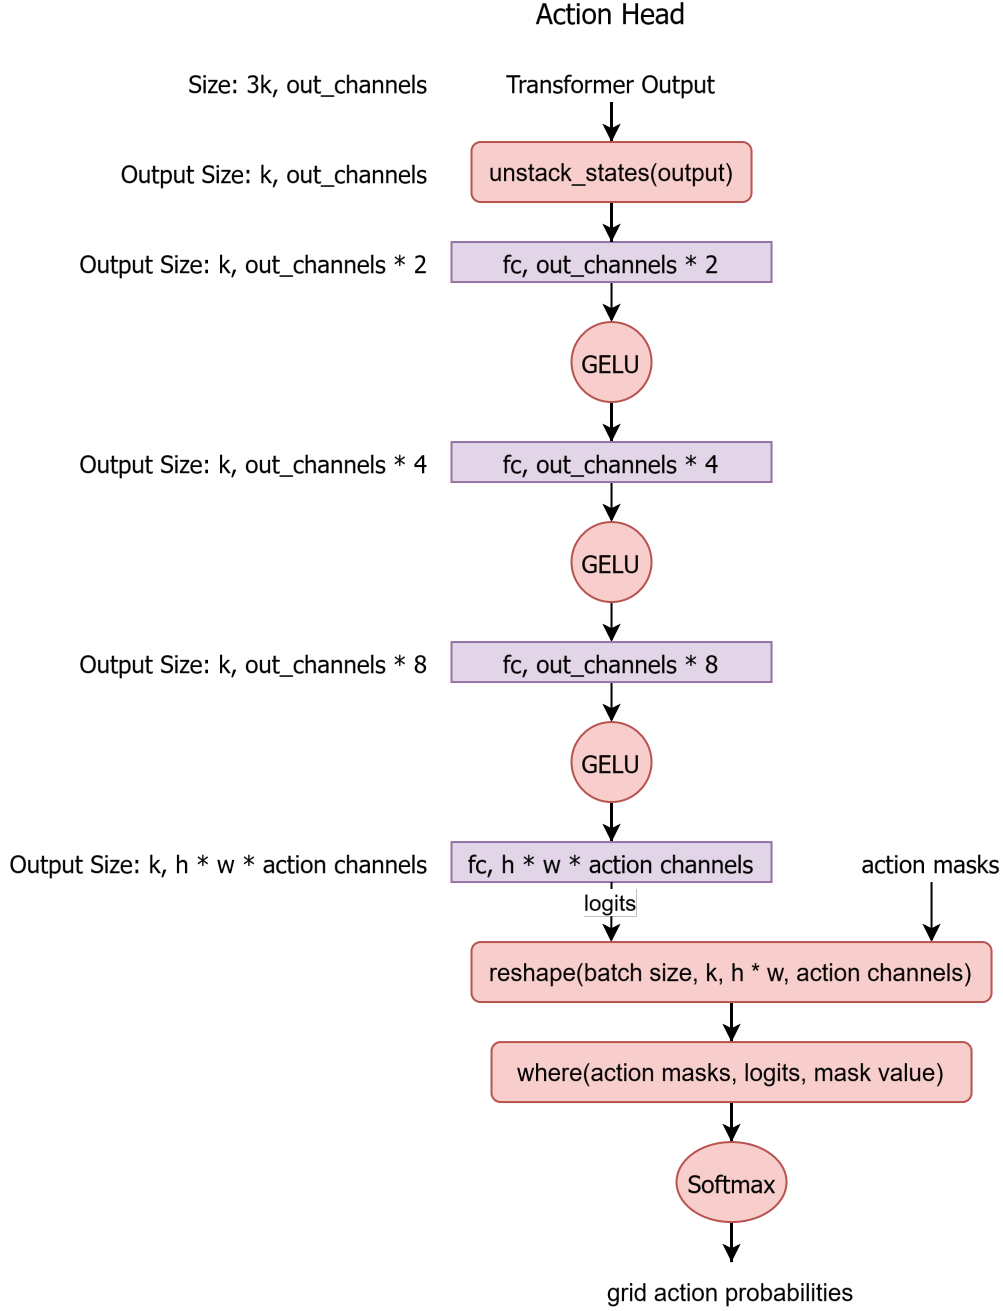 Action Head
Size: 3k, out_channels
Transformer Output
Output Size: k, out_channels
unstack_states(output)
Output Size: k, out_channels * 2
fc, out_channels * 2
GELU
Output Size: k, out_channels * 4
fc, out_channels * 4
GELU
Output Size: k, out_channels * 8
fc, out_channels * 8
GELU
Output Size: k, h * w * action channels
fc, h * w * action channels
action masks
logits
reshape(batch size, k, h * w, action channels)
where(action masks, logits, mask value)
Softmax
grid action probabilities